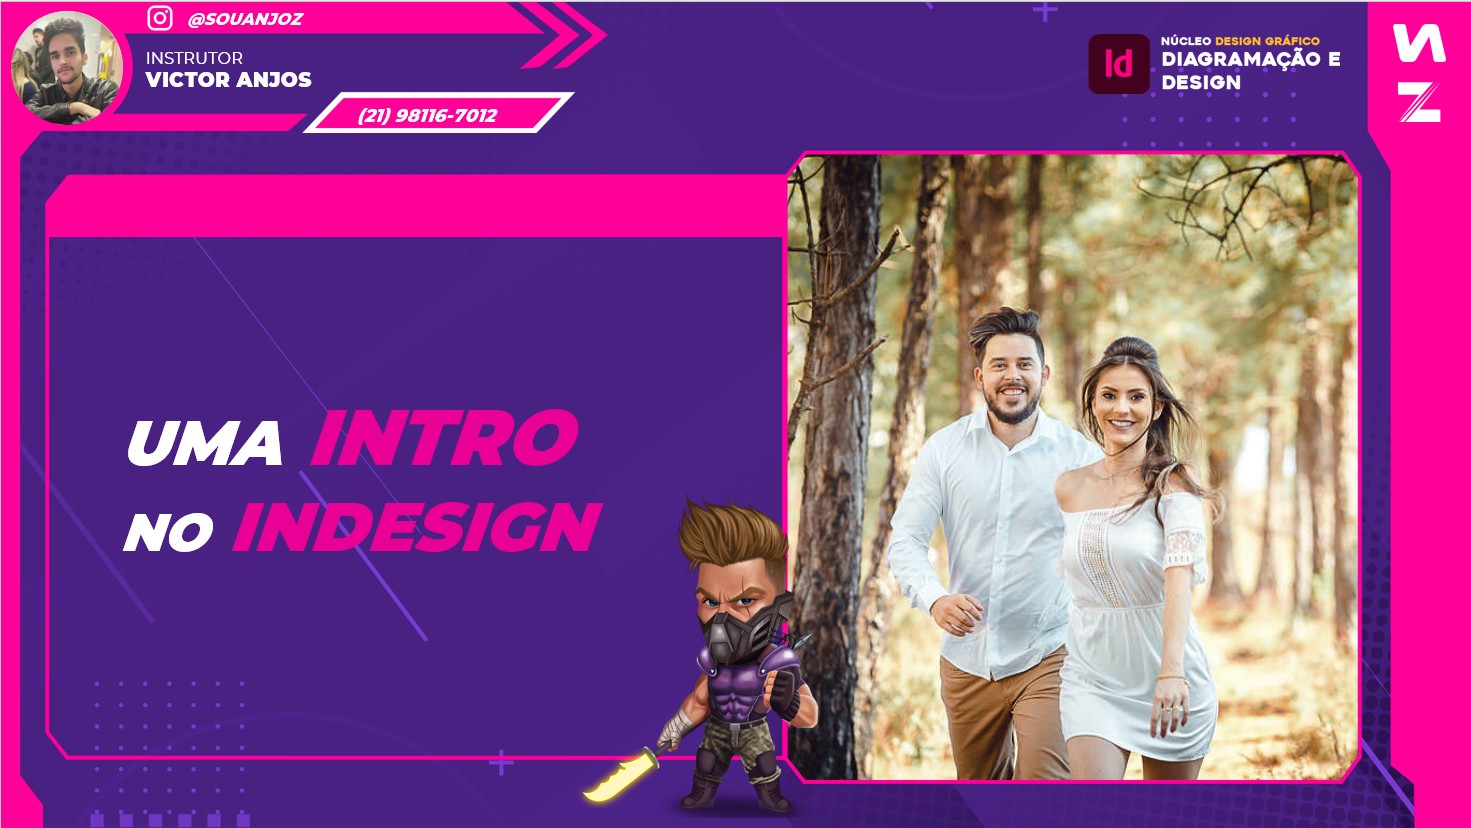 @SOUANJOZ
INSTRUTOR
VICTOR ANJOS
(21) 98116-7012
NÚCLEO DESIGN GRÁFICO
Id
DIAGRAMAÇÃO E
DESIGN
UMA INTRO
NO INDESIGN